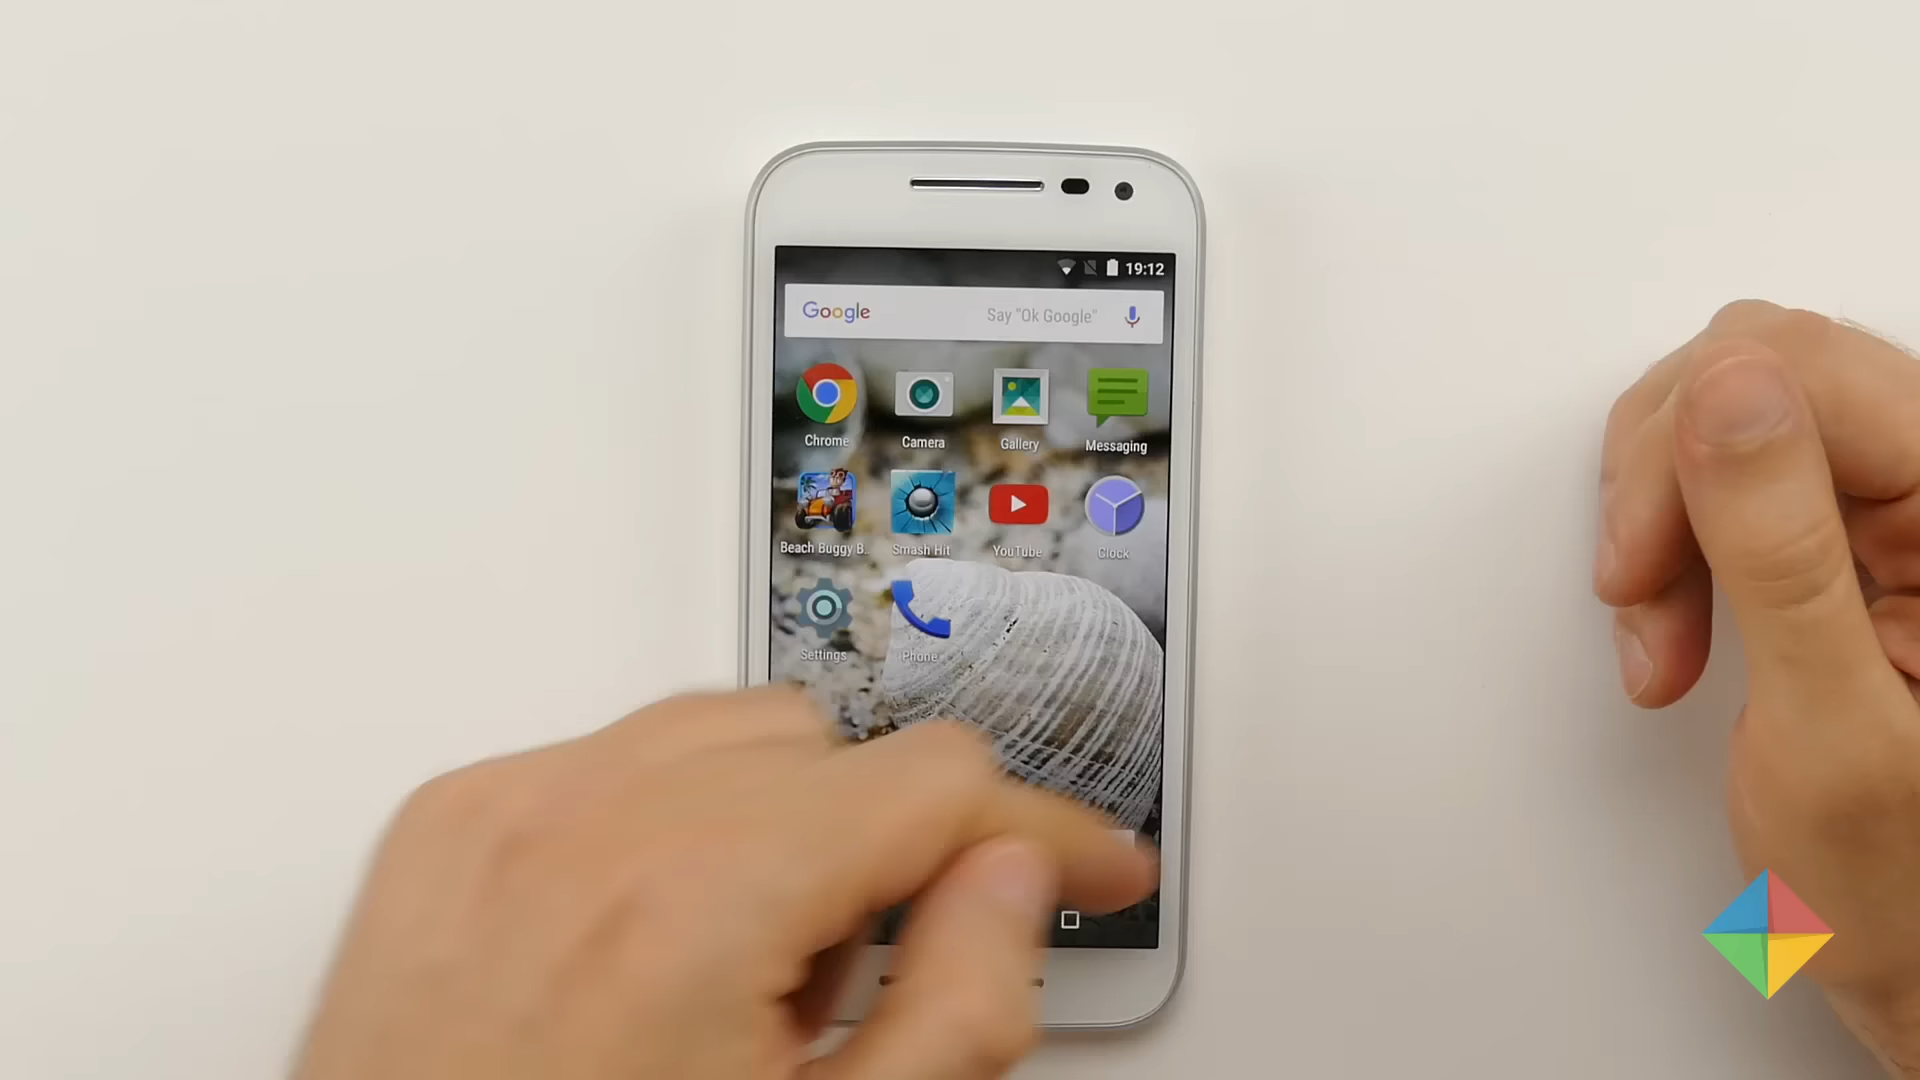 19:12
Google Say "Ok Google"
Chrome Camera Gallery Messaging
Beach Buggy B.. Smash Hit YouTube Clock
Settings Phone